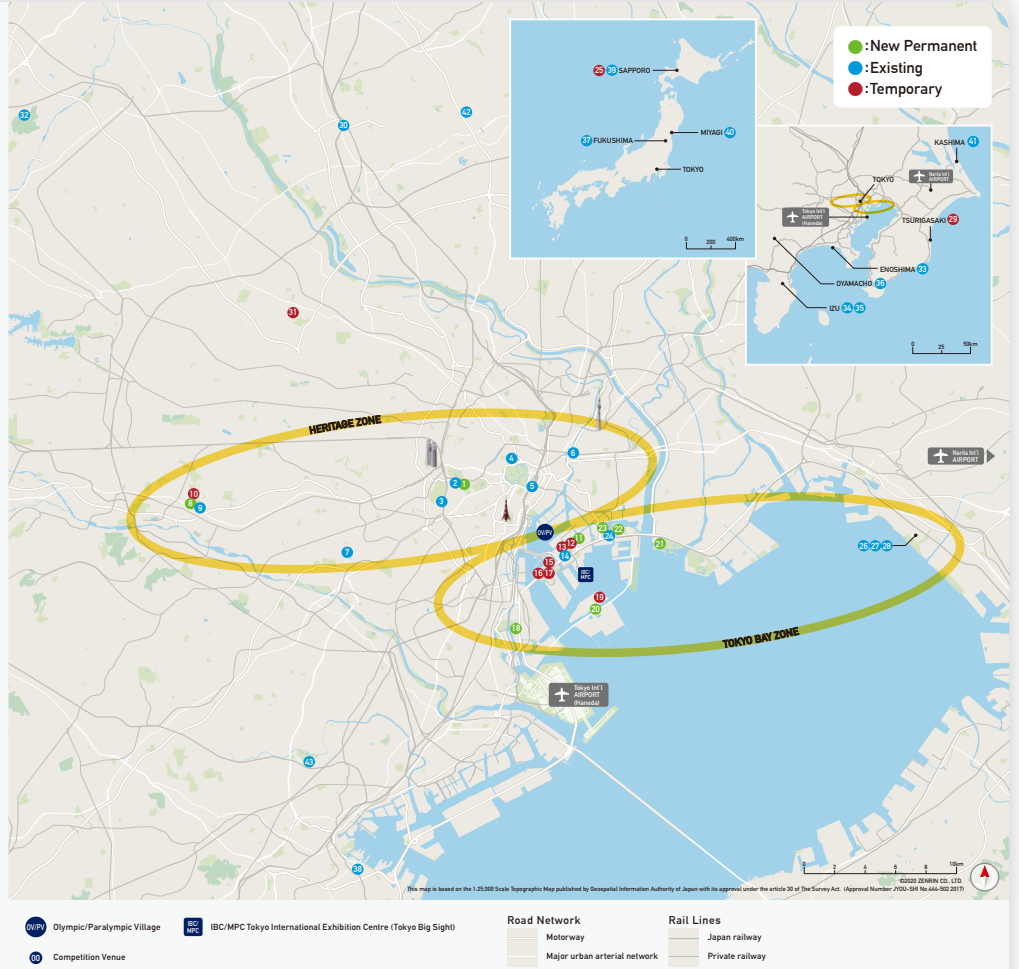 :New Permanent
:Existing
:Temporary
25 39 SAPPORO
37 FUKUSHIMA
MIYAGI 40
TOKYO
0 200 400km
KASHIMA 41
TOKYO
Narita Int'l
AIRPORT
Tokyo Int'l
AIRPORT
(Haneda)
TSURIGASAKI 29
ENOSHIMA 33
OYAMACHO 36
IZU 34 35
0 25 50km
32
30
42
31
HERITAGE ZONE
4
6
2 1
5
3
10
8
9
7
Narita Int'l
AIRPORT
OV/PV
23 22
24
11
12
13
14
21
26 27 28
15
16 17
IBC/
MPC
19
20
18
TOKYO BAY ZONE
Tokyo Int'l
AIRPORT
(Haneda)
43
38
0 2 4 6 8 10km
©2020 ZENRIN CO., LTD.
This map is based on the 1:25,000 Scale Topographic Map published by Geospatial Information Authority of Japan with its approval under the article 30 of The Survey Act. (Approval Number JYOU-SHI No.444-502 2017)
OV/PV Olympic/Paralympic Village
IBC/
MPC
IBC/MPC Tokyo International Exhibition Centre (Tokyo Big Sight)
00 Competition Venue
Road Network
Motorway
Major urban arterial network
Rail Lines
Japan railway
Private railway